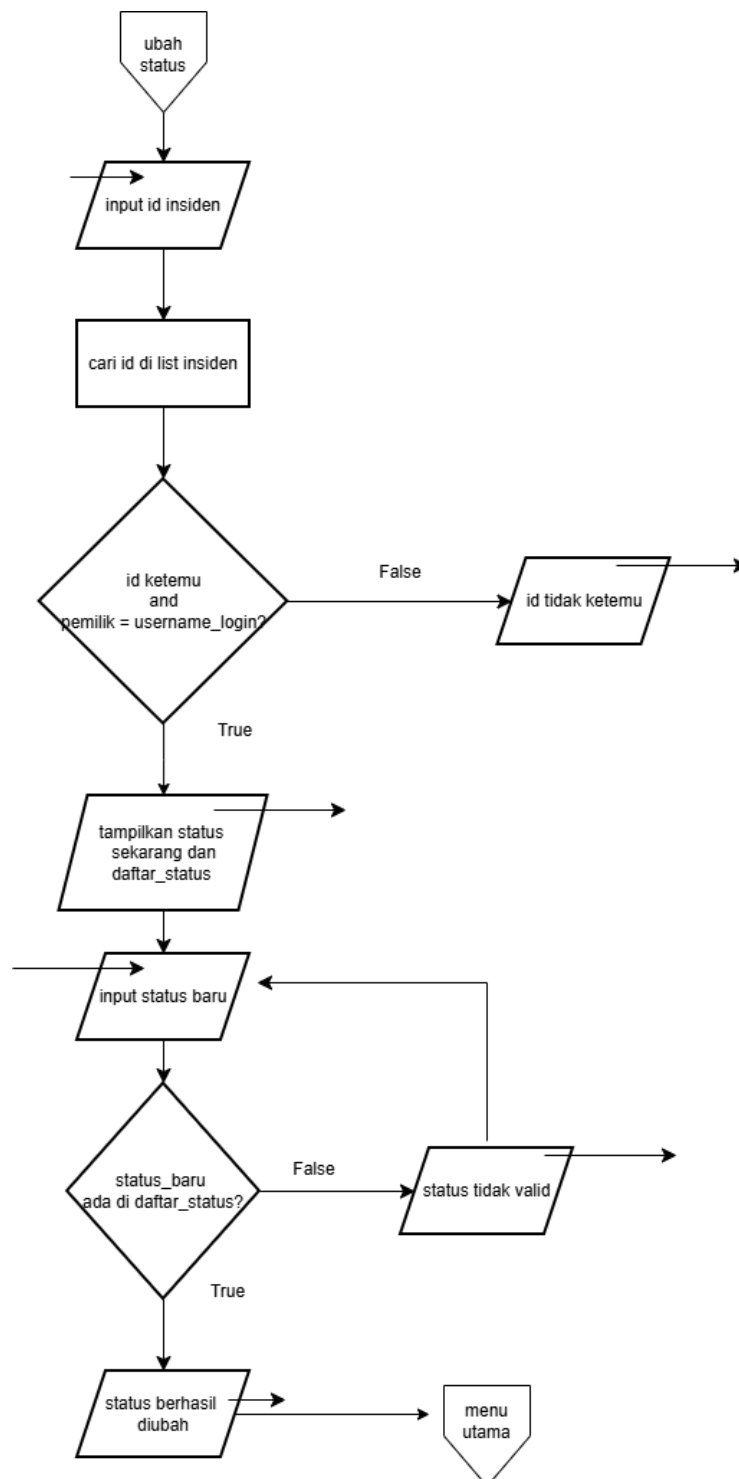 ubah
status
input id insiden
cari id di list insiden
id ketemu
and
pemilik = username_login?
False
id tidak ketemu
True
tampilkan status
sekarang dan
daftar_status
input status baru
status_baru
ada di daftar_status?
False
status tidak valid
True
status berhasil
diubah
menu
utama